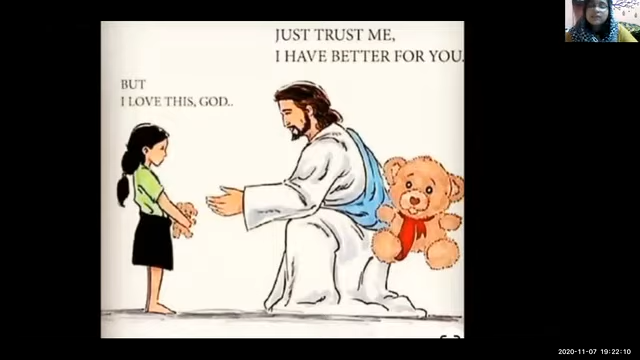 JUST TRUST ME,
I HAVE BETTER FOR YOU.
BUT
I LOVE THIS, GOD..
2020-11-07 19:22:10